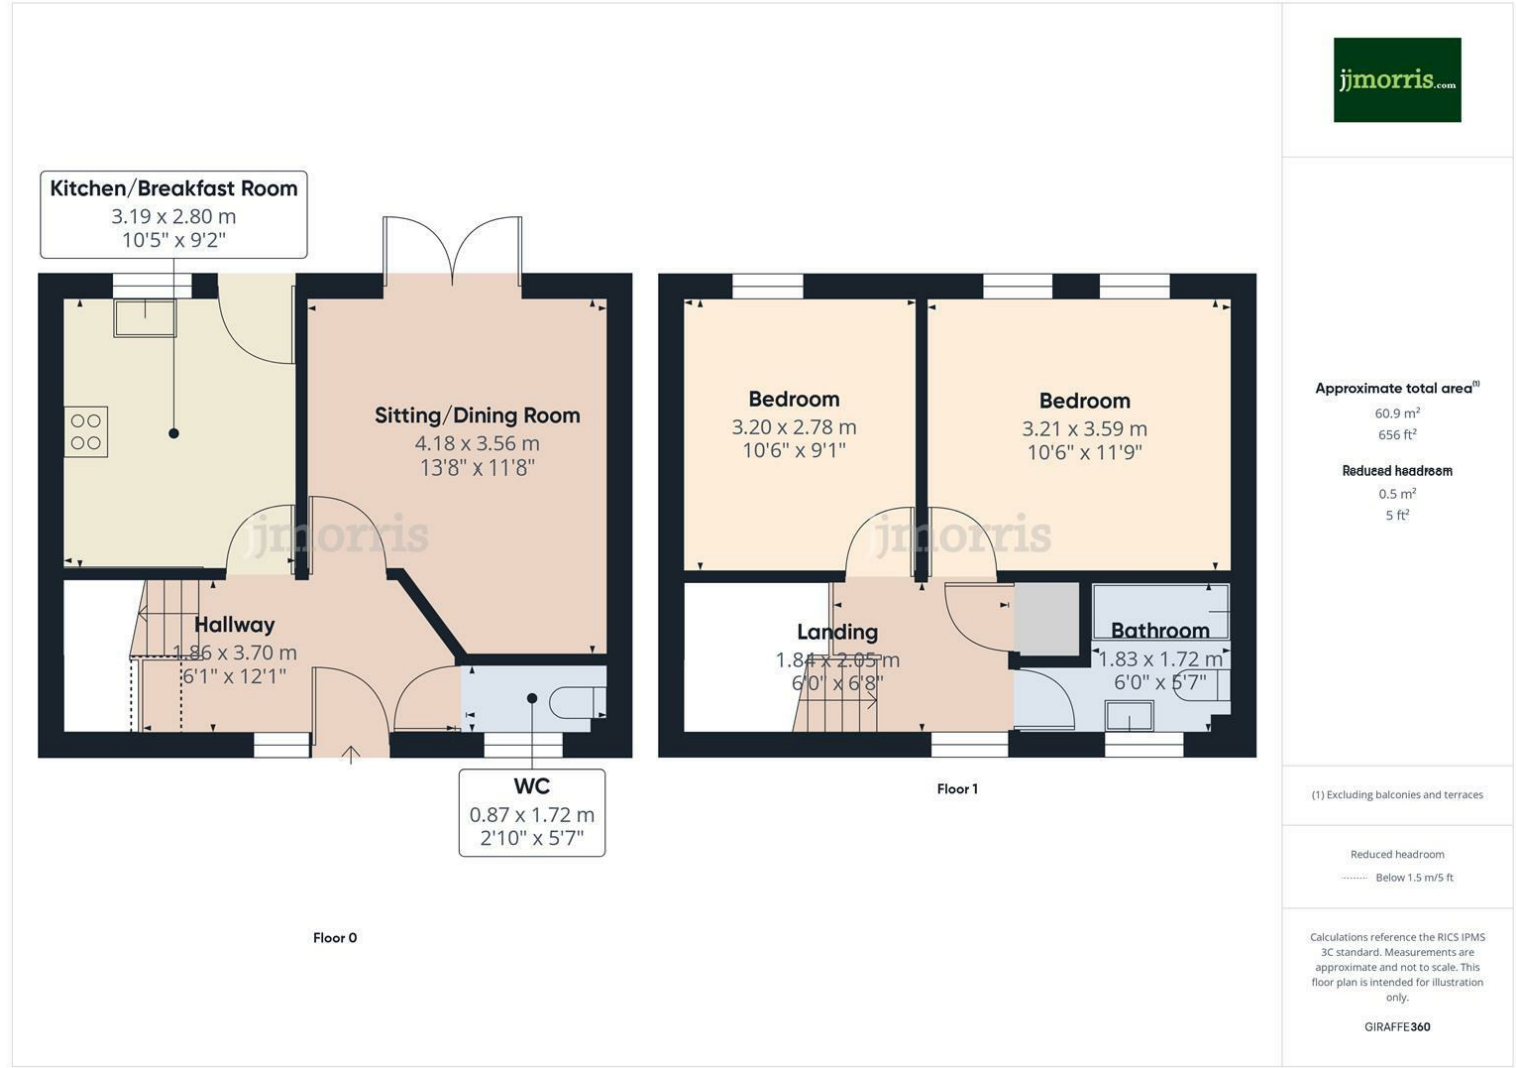 jjmorris.com
Kitchen/Breakfast Room
3.19 x 2.80 m
10'5" x 9'2"
Sitting/Dining Room
4.18 x 3.56 m
13'8" x 11'8"
jjmorris
Hallway
1.86 x 3.70 m
6'1" x 12'1"
WC
0.87 x 1.72 m
2'10" x 5'7"
Floor 0
Bedroom
3.20 x 2.78 m
10'6" x 9'1"
Bedroom
3.21 x 3.59 m
10'6" x 11'9"
jjmorris
Landing
1.84 x 2.05 m
6'0" x 6'8"
Bathroom
1.83 x 1.72 m
6'0" x 5'7"
Floor 1
Approximate total area(1)
60.9 m²
656 ft²
Reduced headroom
0.5 m²
5 ft²
(1) Excluding balconies and terraces
Reduced headroom
Below 1.5 m/5 ft
Calculations reference the RICS IPMS
3C standard. Measurements are
approximate and not to scale. This
floor plan is intended for illustration
only.
GIRAFFE360